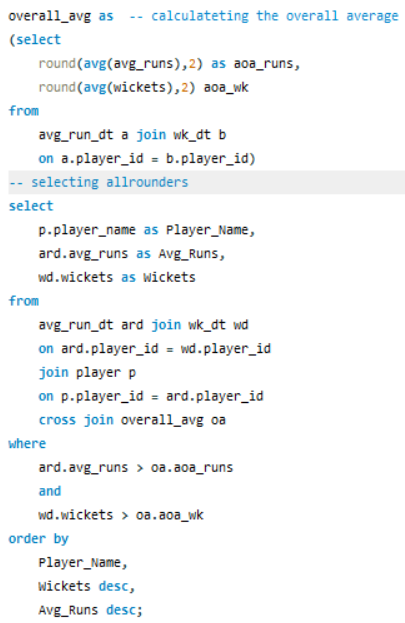 overall_avg as  -- calculateting the overall average
(select
    round(avg(avg_runs),2) as aoa_runs,
    round(avg(wickets),2) aoa_wk
from
    avg_run_dt a join wk_dt b
    on a.player_id = b.player_id)
-- selecting allrounders
select
    p.player_name as Player_Name,
    ard.avg_runs as Avg_Runs,
    wd.wickets as Wickets
from
    avg_run_dt ard join wk_dt wd
    on ard.player_id = wd.player_id
    join player p
    on p.player_id = ard.player_id
    cross join overall_avg oa
where
    ard.avg_runs > oa.aoa_runs
    and
    wd.wickets > oa.aoa_wk
order by
    Player_Name,
    Wickets desc,
    Avg_Runs desc;